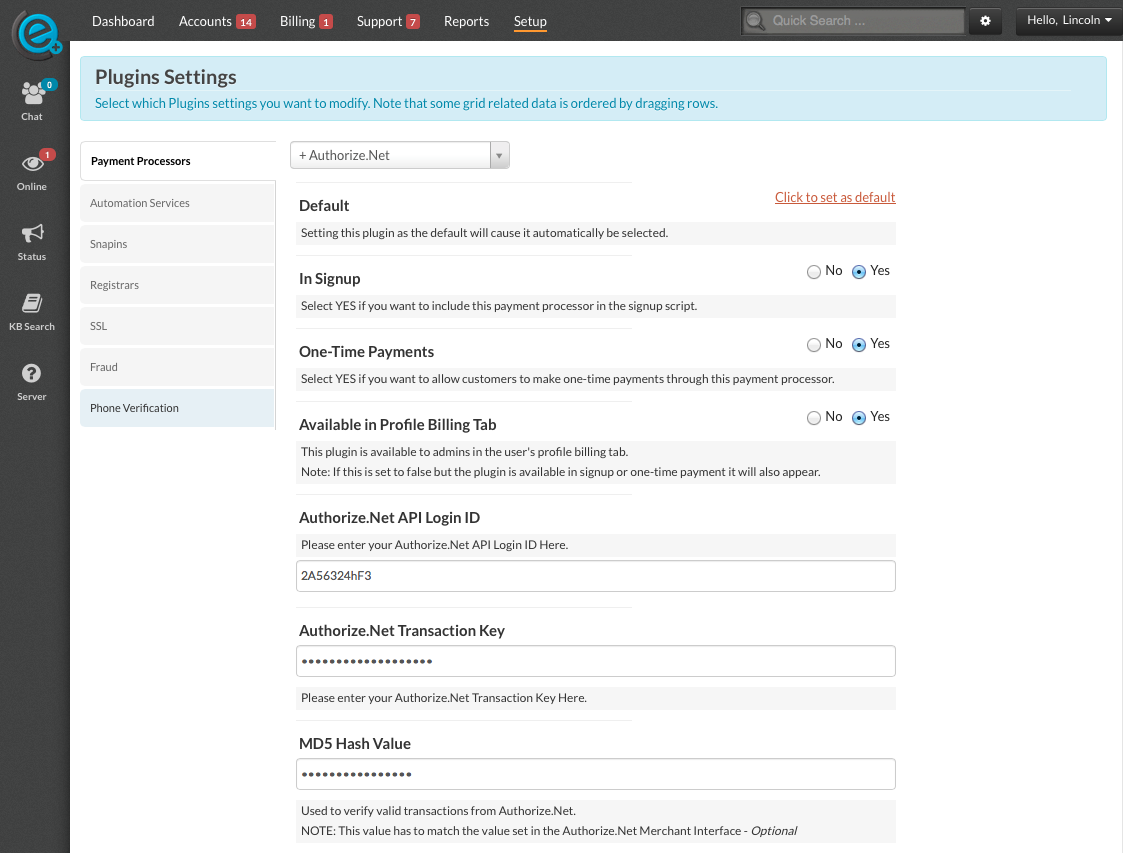 Dashboard Accounts 14 Billing 1 Support 7 Reports Setup
Quick Search ...
Hello, Lincoln
0
Chat
1
Online
Status
KB Search
Server
Plugins Settings
Select which Plugins settings you want to modify. Note that some grid related data is ordered by dragging rows.
Payment Processors
Automation Services
Snapins
Registrars
SSL
Fraud
Phone Verification
+ Authorize.Net
Default
Click to set as default
Setting this plugin as the default will cause it automatically be selected.
In Signup
No Yes
Select YES if you want to include this payment processor in the signup script.
One-Time Payments
No Yes
Select YES if you want to allow customers to make one-time payments through this payment processor.
Available in Profile Billing Tab
No Yes
This plugin is available to admins in the user's profile billing tab.
Note: If this is set to false but the plugin is available in signup or one-time payment it will also appear.
Authorize.Net API Login ID
Please enter your Authorize.Net API Login ID Here.
2A56324hF3
Authorize.Net Transaction Key
•••••••••••••••••••
Please enter your Authorize.Net Transaction Key Here.
MD5 Hash Value
••••••••••••••••
Used to verify valid transactions from Authorize.Net.
NOTE: This value has to match the value set in the Authorize.Net Merchant Interface - Optional